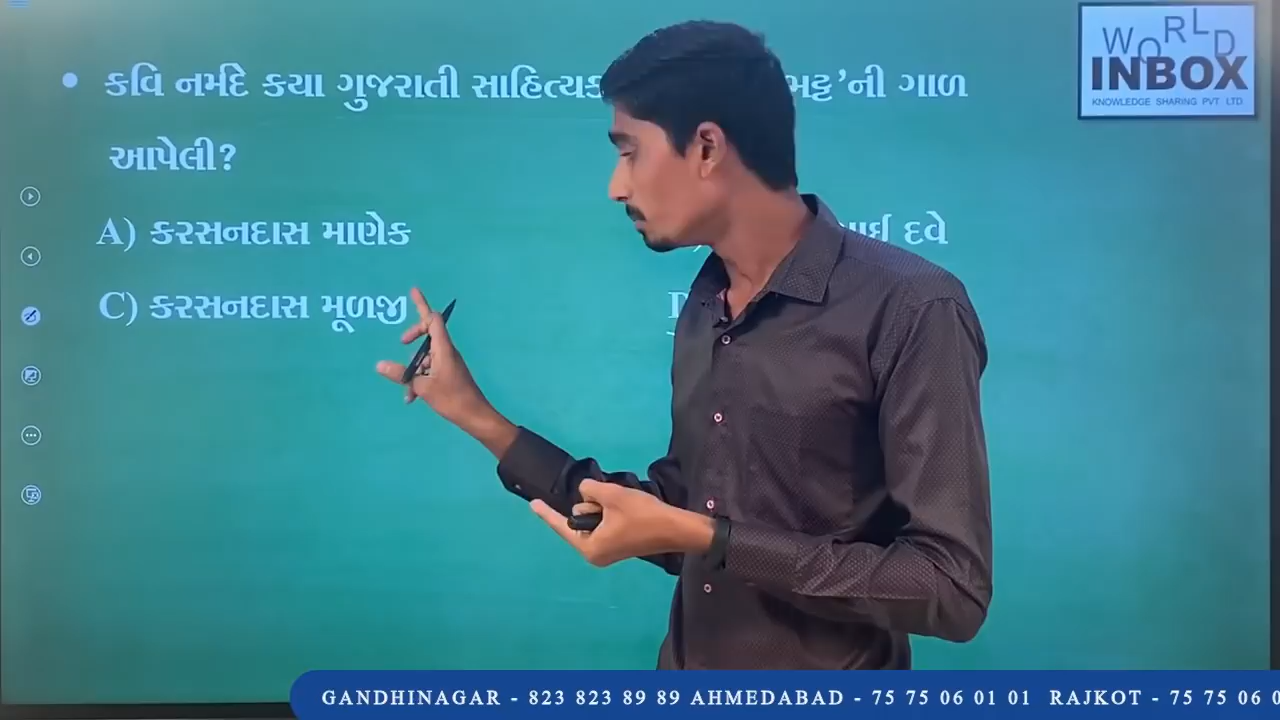 કવિ નર્મદે કયા ગુજરાતી ભટ્ટ’ની ગાળ
આપેલી?
A) કરસનદાસ માણેક દવે
C) કરસનદાસ મૂળજી
WORLD
INBOX
KNOWLEDGE SHARING PVT LTD
GANDHINAGAR - 823 823 89 89 AHMEDABAD - 75 75 06 01 01 RAJKOT - 75 75 06 0